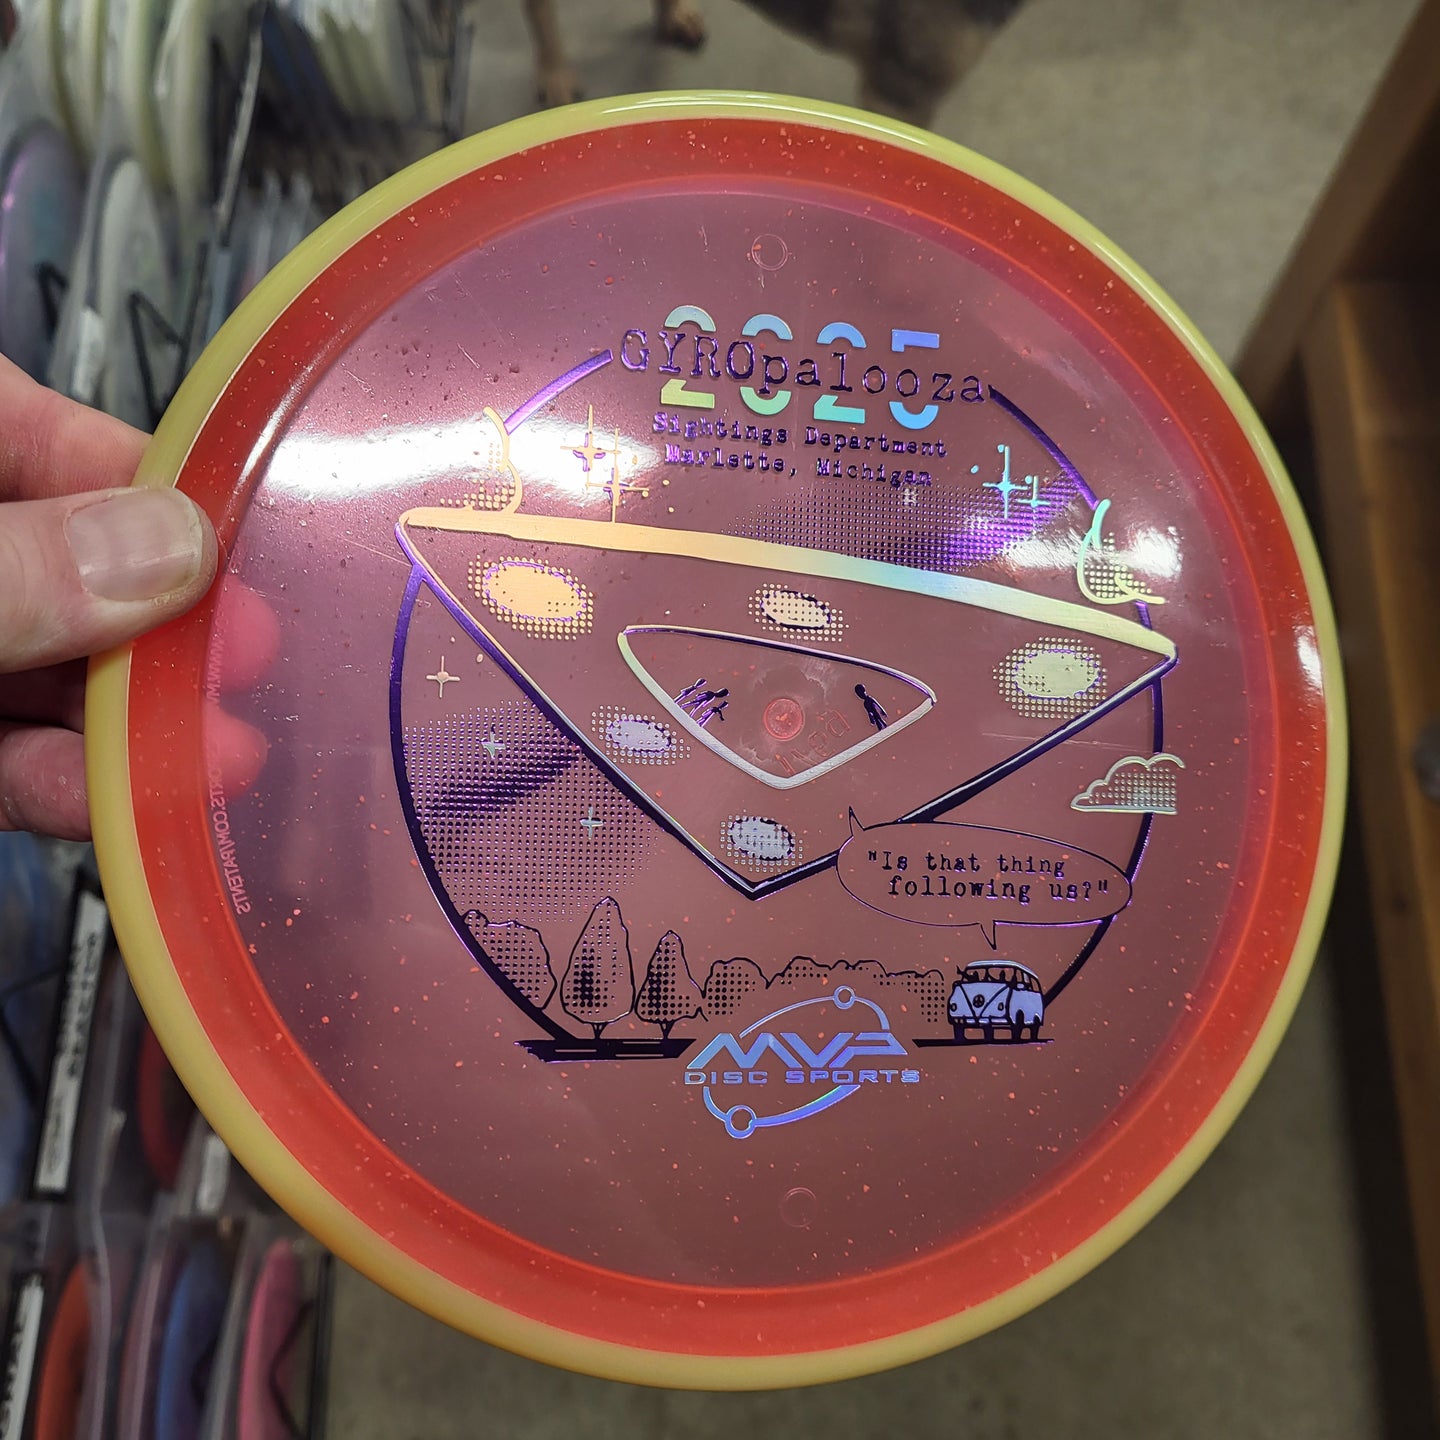 2025
GYROpalooza
Sightings Department
Marlette, Michigan
"Is that thing
following us?"
MVP
DISC SPORTS